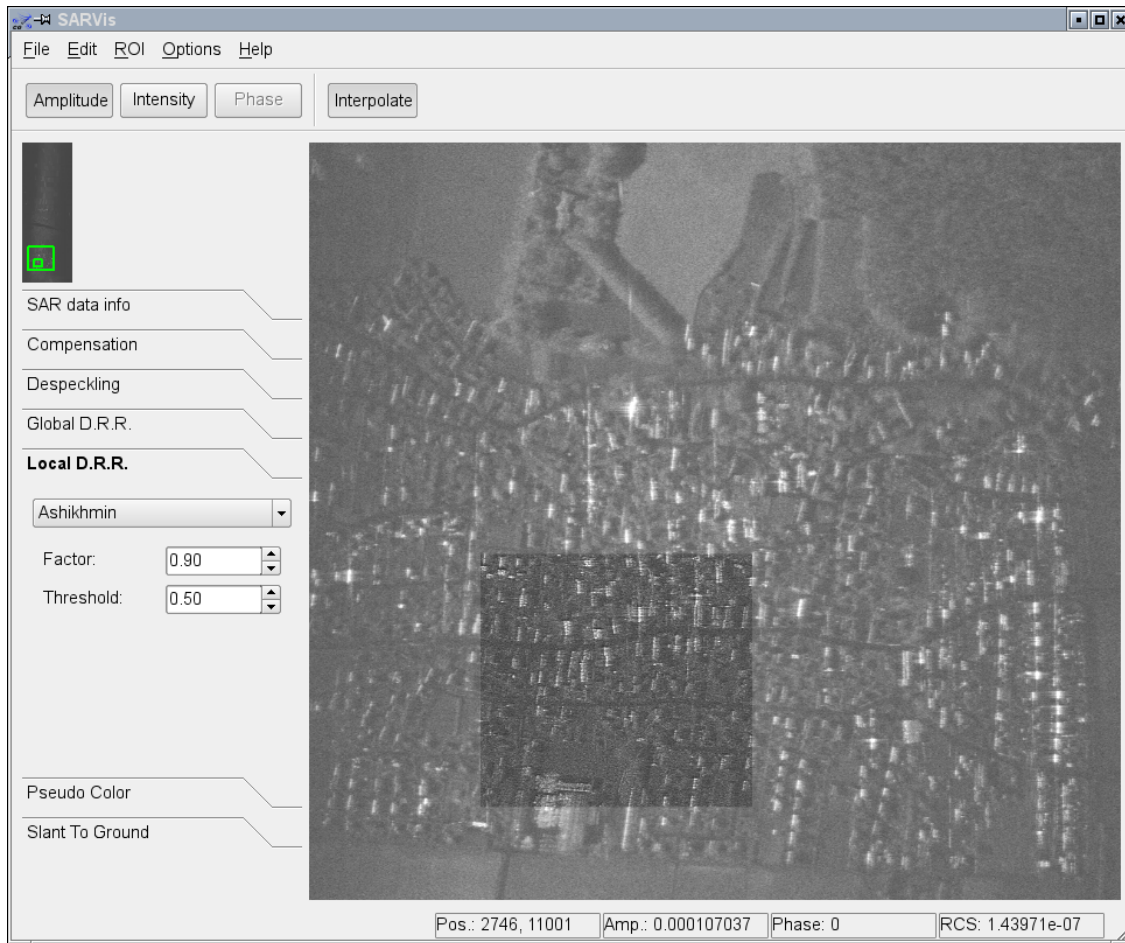 SARVis
File Edit ROI Options Help
Amplitude Intensity Phase Interpolate
SAR data info
Compensation
Despeckling
Global D.R.R.
Local D.R.R.
Ashikhmin
Factor: 0.90
Threshold: 0.50
Pseudo Color
Slant To Ground
Pos.: 2746, 11001 Amp.: 0.000107037 Phase: 0 RCS: 1.43971e-07